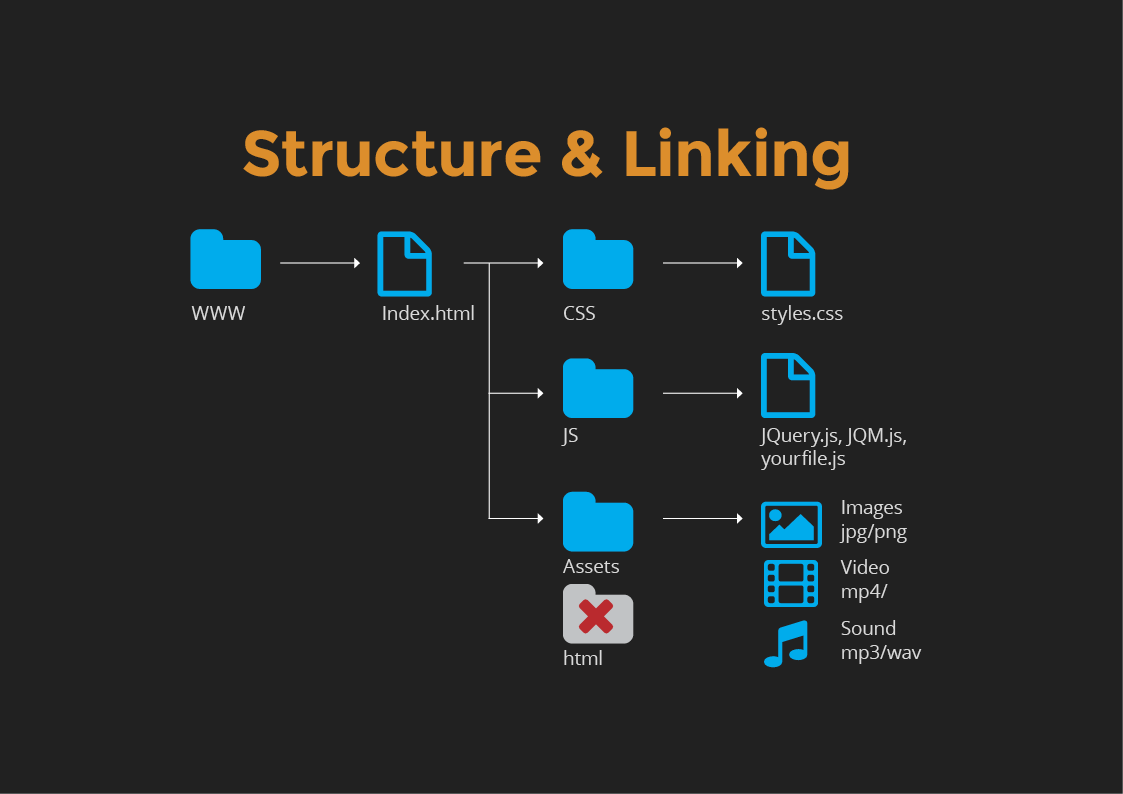 Structure & Linking
WWW
Index.html
CSS
styles.css
JS
JQuery.js, JQM.js,
yourfile.js
Assets
Images
jpg/png
Video
mp4/
Sound
mp3/wav
html